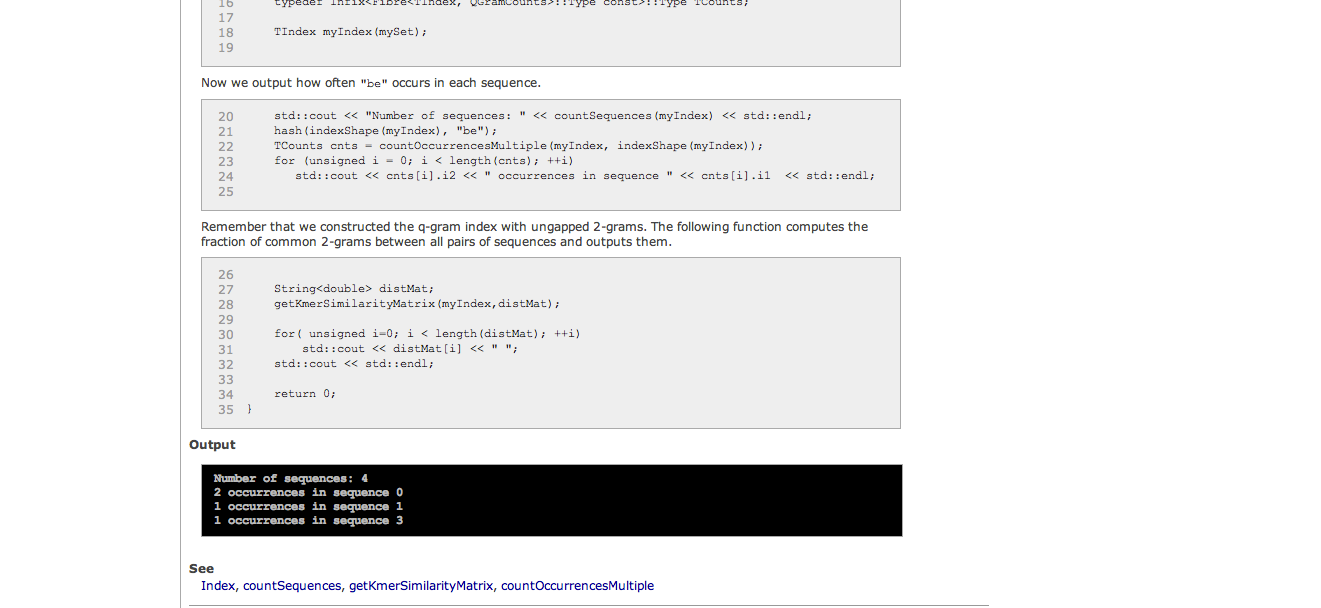 16 typedef Infix<Fibre<TIndex, QGramCounts>::Type const>::Type TCounts;
17
18 TIndex myIndex(mySet);
19
Now we output how often "be" occurs in each sequence.
20 std::cout << "Number of sequences: " << countSequences(myIndex) << std::endl;
21 hash(indexShape(myIndex), "be");
22 TCounts cnts = countOccurrencesMultiple(myIndex, indexShape(myIndex));
23 for (unsigned i = 0; i < length(cnts); ++i)
24 std::cout << cnts[i].i2 << " occurrences in sequence " << cnts[i].i1  << std::endl;
25
Remember that we constructed the q-gram index with ungapped 2-grams. The following function computes the
fraction of common 2-grams between all pairs of sequences and outputs them.
26
27 String<double> distMat;
28 getKmerSimilarityMatrix(myIndex,distMat);
29
30 for( unsigned i=0; i < length(distMat); ++i)
31 std::cout << distMat[i] << " ";
32 std::cout << std::endl;
33
34 return 0;
35 }
Output
Number of sequences: 4
2 occurrences in sequence 0
1 occurrences in sequence 1
1 occurrences in sequence 3
See
Index, countSequences, getKmerSimilarityMatrix, countOccurrencesMultiple